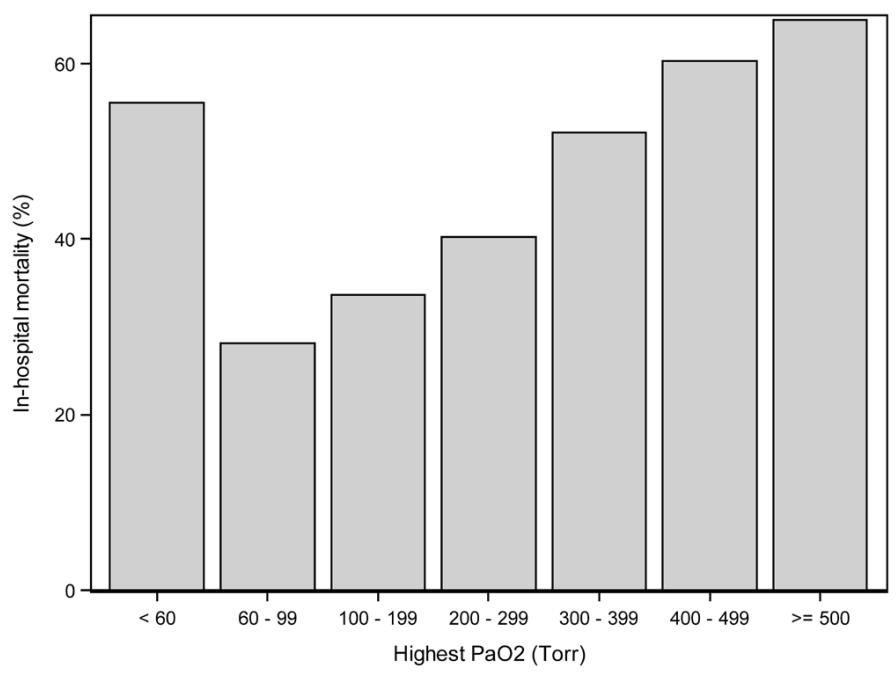 In-hospital mortality (%)
60
40
20
0
< 60
60 - 99
100 - 199
200 - 299
300 - 399
400 - 499
>= 500
Highest PaO2 (Torr)